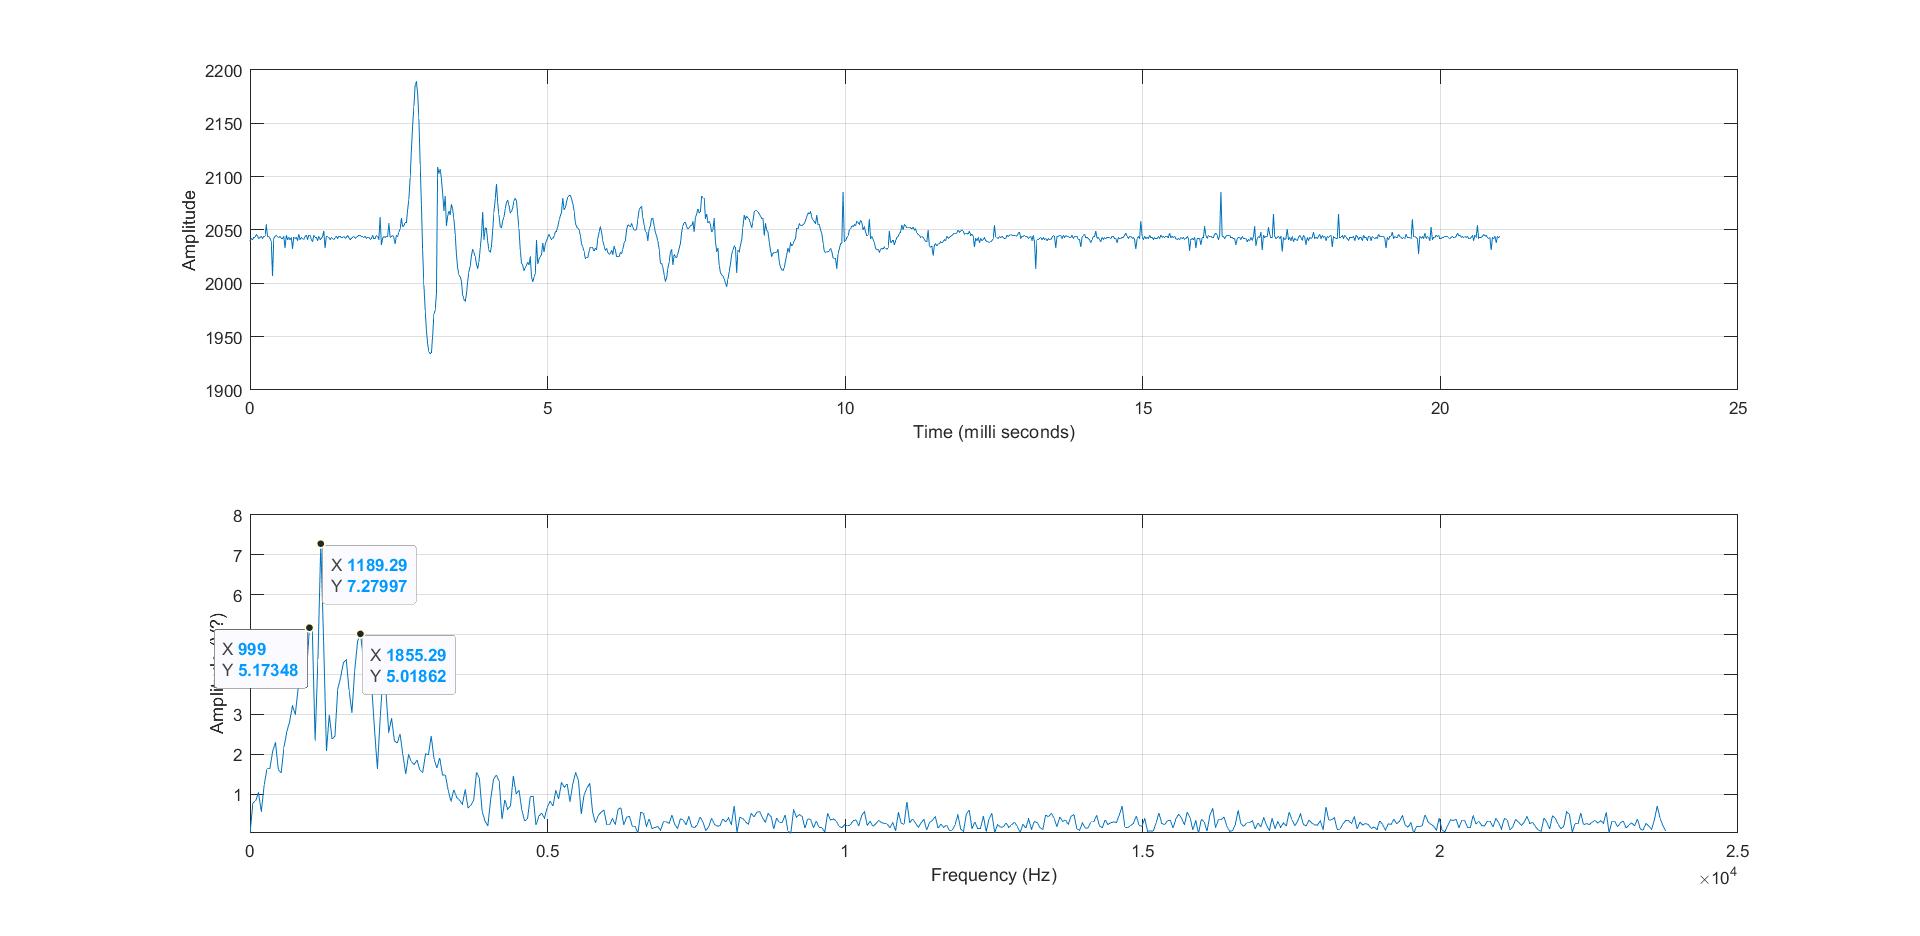 2200
2150
2100
2050
2000
1950
1900
Amplitude
0 5 10 15 20 25
Time (milli seconds)
8
7
6
3
2
1
X 1189.29
Y 7.27997
X 999
Y 5.17348
X 1855.29
Y 5.01862
0 0.5 1 1.5 2 2.5
Frequency (Hz)
×10⁴